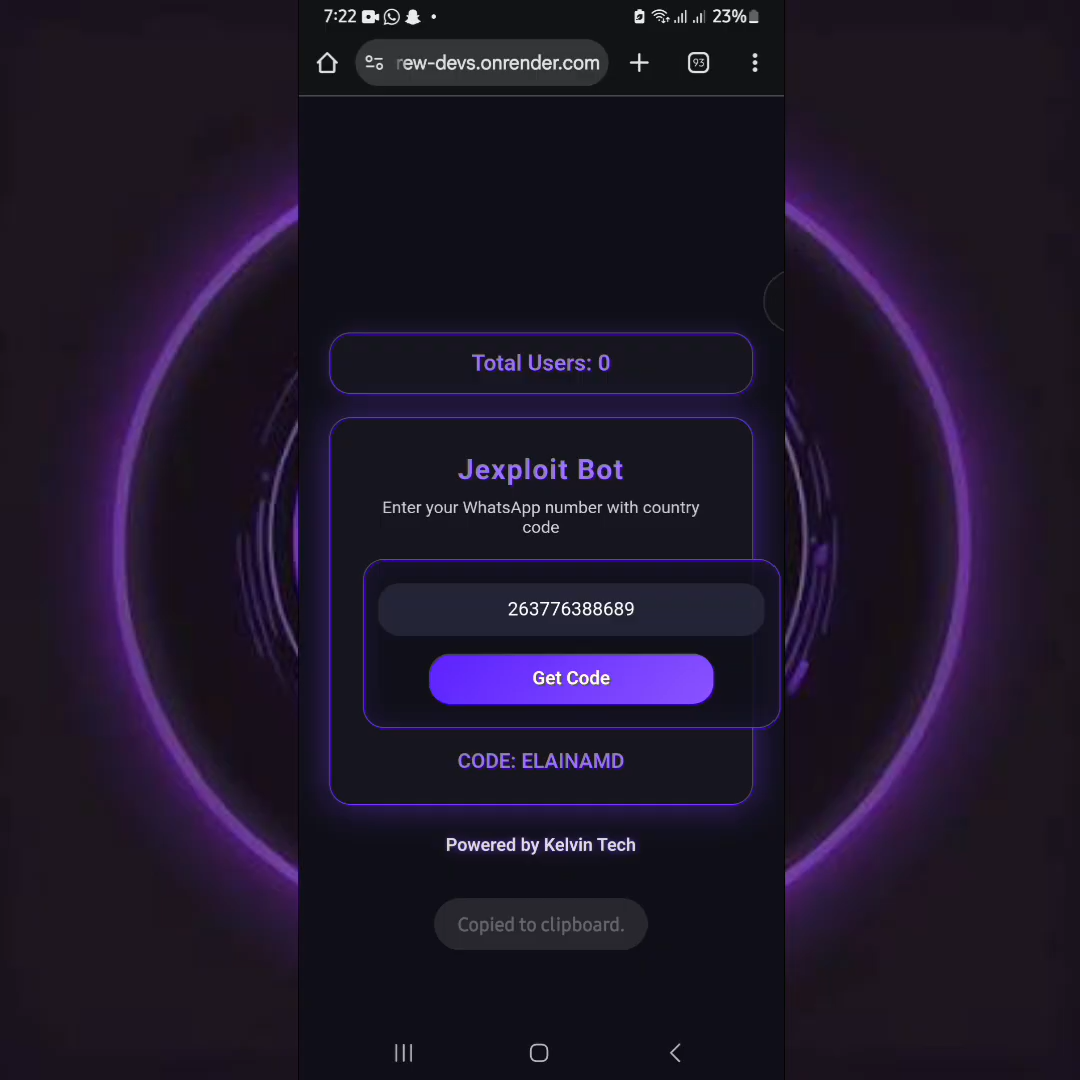 7:22
23%
rew-devs.onrender.com
93
Total Users: 0
Jexploit Bot
Enter your WhatsApp number with country
code
263776388689
Get Code
CODE: ELAINAMD
Powered by Kelvin Tech
Copied to clipboard.